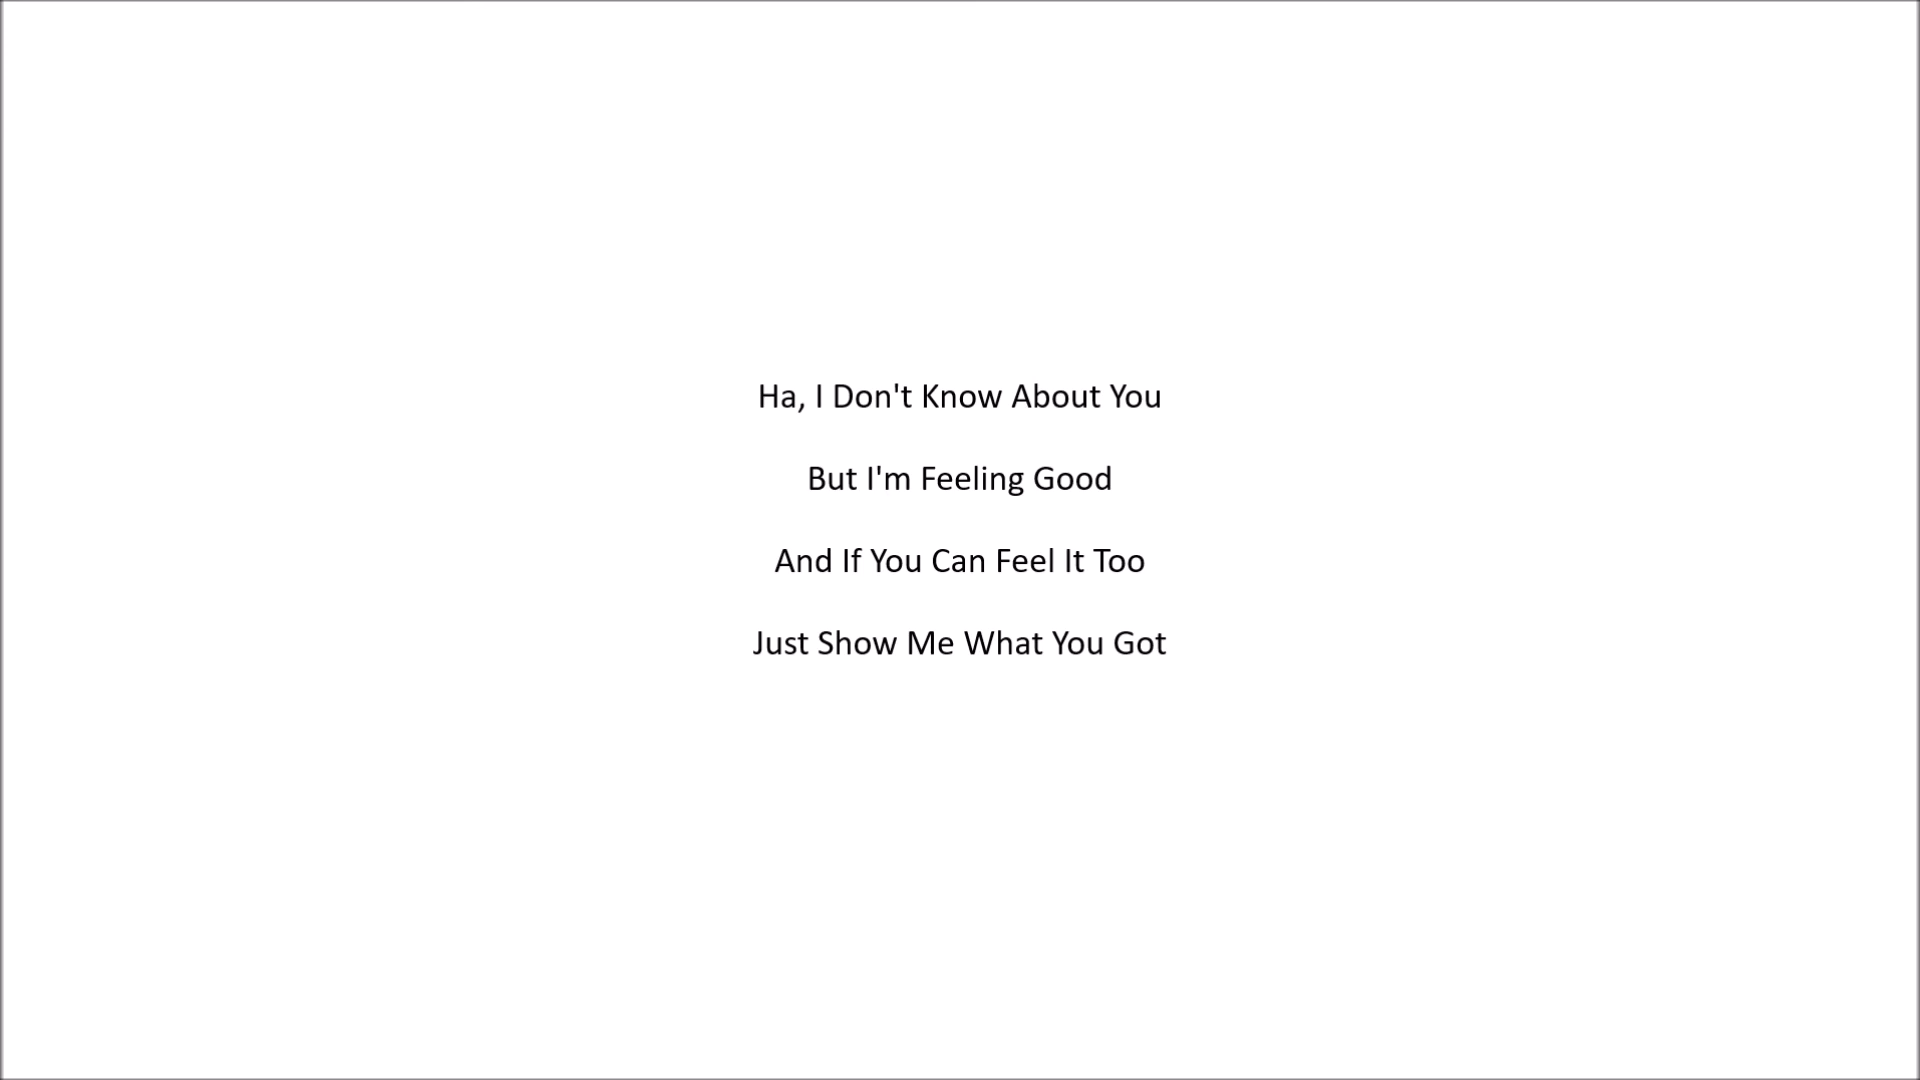 Ha, I Don't Know About You
But I'm Feeling Good
And If You Can Feel It Too
Just Show Me What You Got